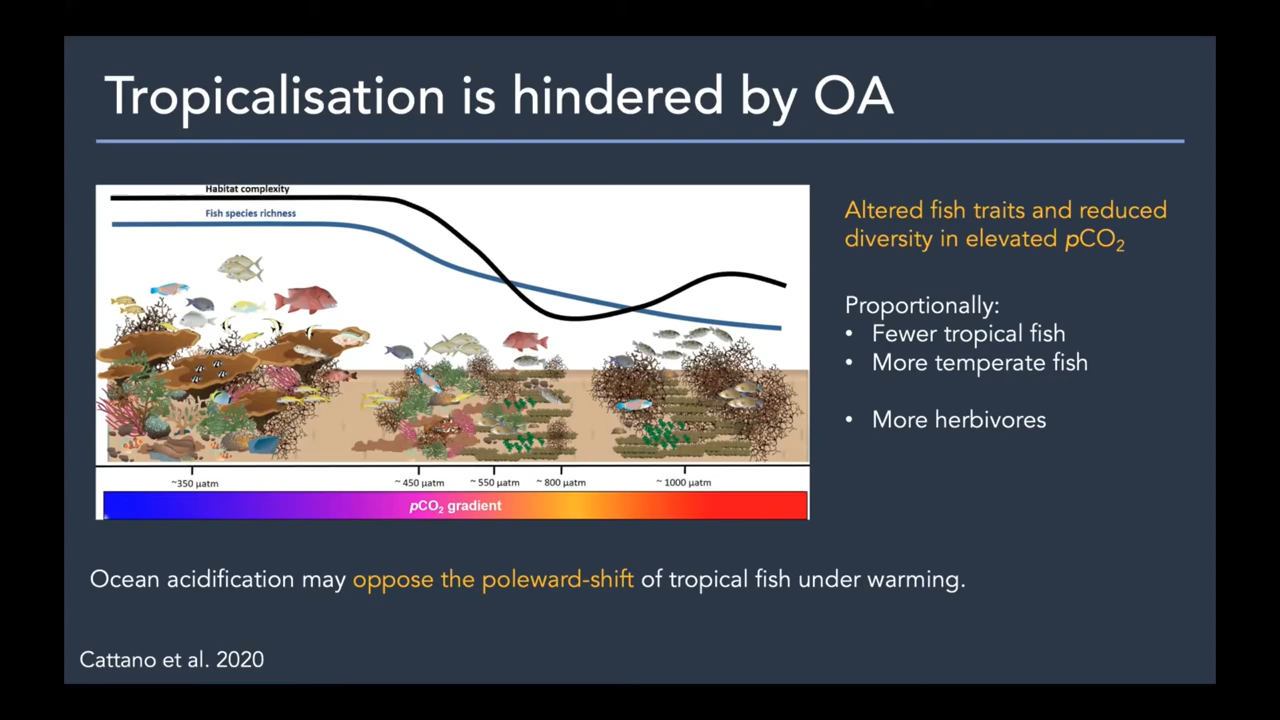 Tropicalisation is hindered by OA
Habitat complexity
Fish species richness
~350 µatm
~ 450 µatm
~ 550 µatm
~ 800 µatm
~ 1000 µatm
pCO₂ gradient
Altered fish traits and reduced
diversity in elevated pCO₂
Proportionally:
• Fewer tropical fish
• More temperate fish
• More herbivores
Ocean acidification may oppose the poleward-shift of tropical fish under warming.
Cattano et al. 2020